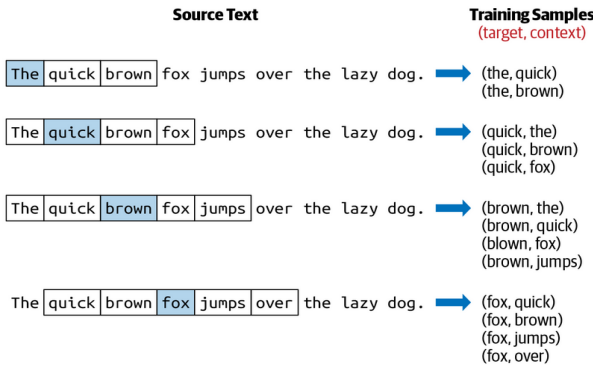 Source Text
Training Samples
(target, context)
The quick brown fox jumps over the lazy dog.
(the, quick)
(the, brown)
The quick brown fox jumps over the lazy dog.
(quick, the)
(quick, brown)
(quick, fox)
The quick brown fox jumps over the lazy dog.
(brown, the)
(brown, quick)
(blown, fox)
(brown, jumps)
The quick brown fox jumps over the lazy dog.
(fox, quick)
(fox, brown)
(fox, jumps)
(fox, over)